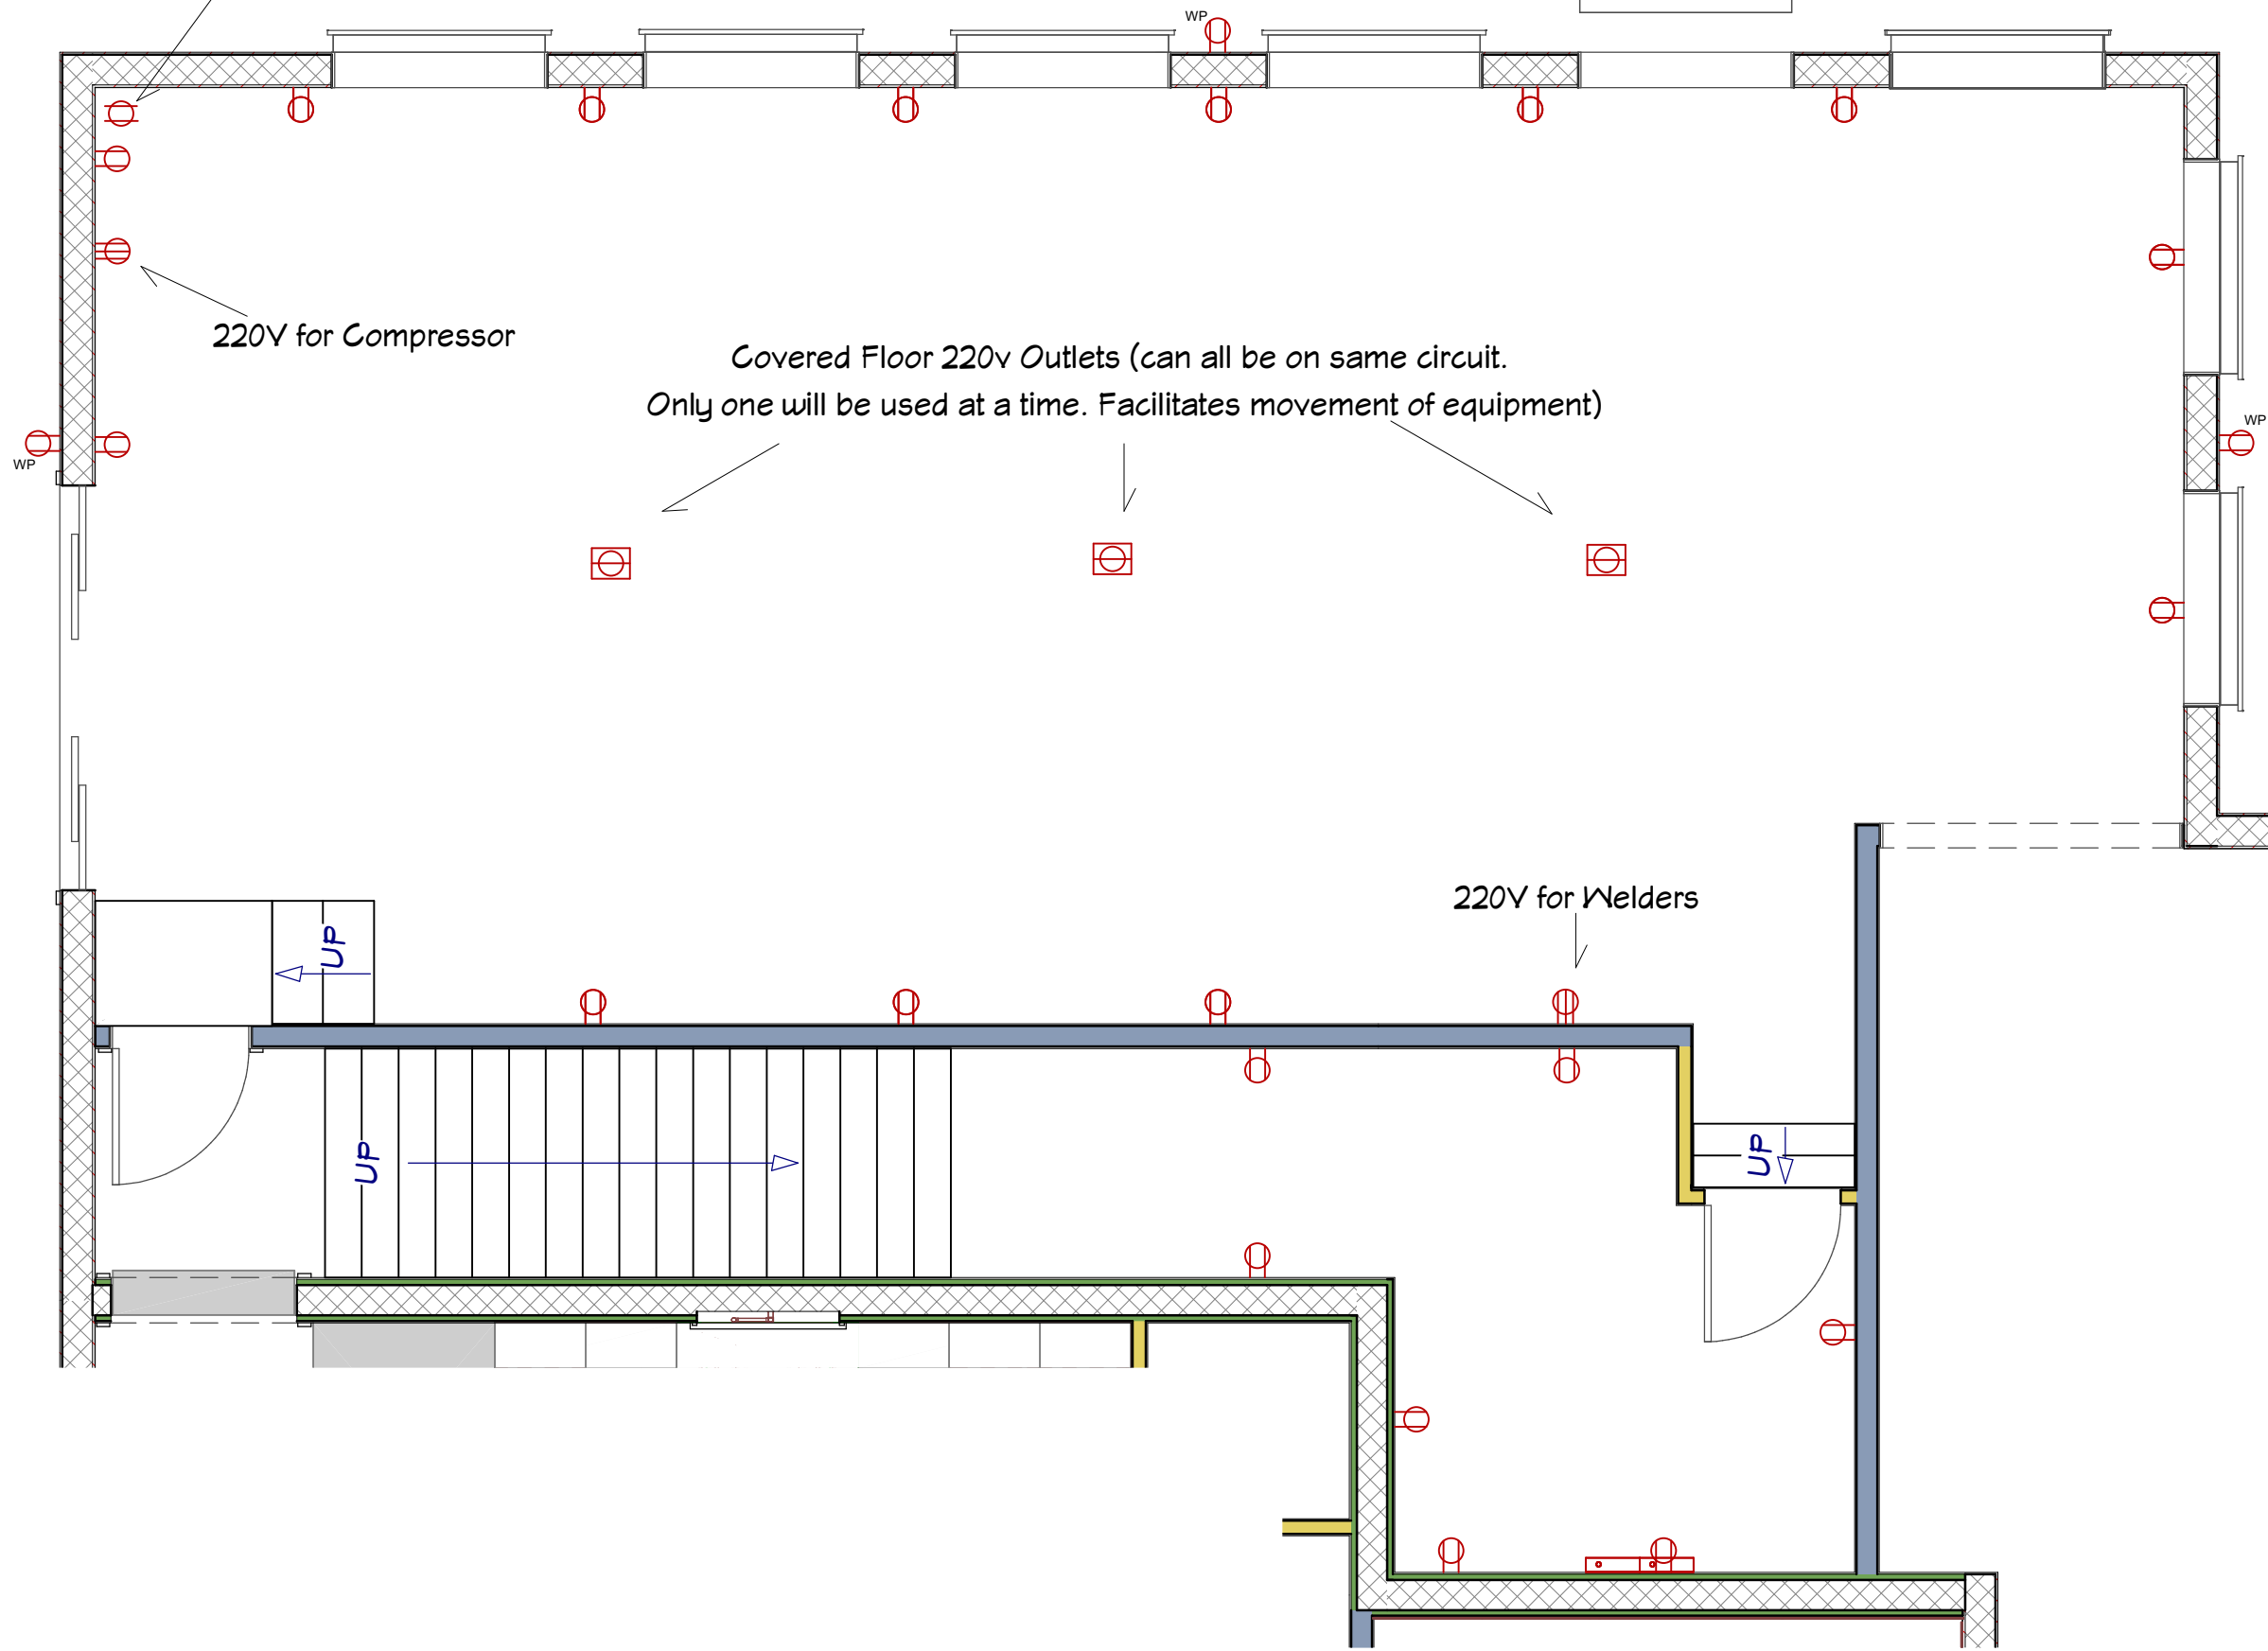 WP
220V for Compressor
Covered Floor 220v Outlets (can all be on same circuit.
Only one will be used at a time. Facilitates movement of equipment)
WP
WP
220V for Welders
UP
UP
UP